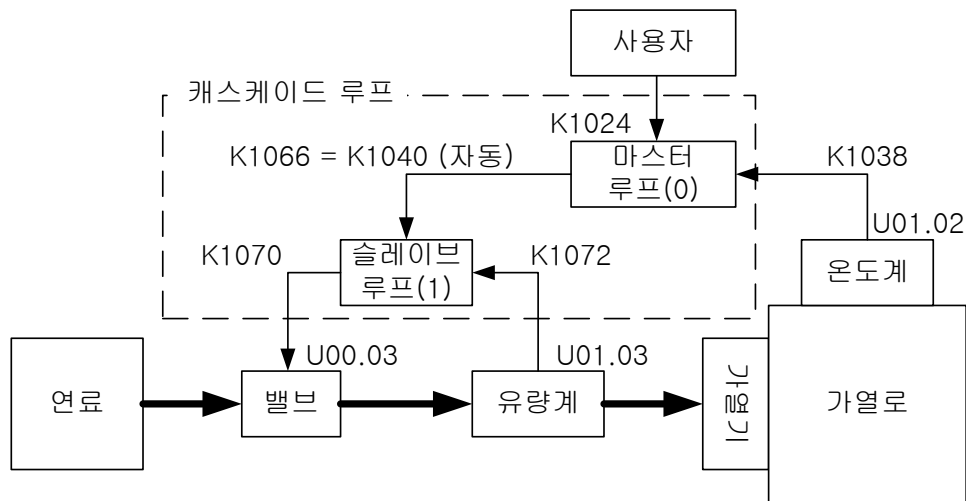 사용자
캐스케이드 루프
K1024
K1066 = K1040 (자동)
마스터
루프(0)
K1038
U01.02
K1070
슬레이브
루프(1)
K1072
온도계
U00.03
U01.03
연료
밸브
유량계
가열기
가열로